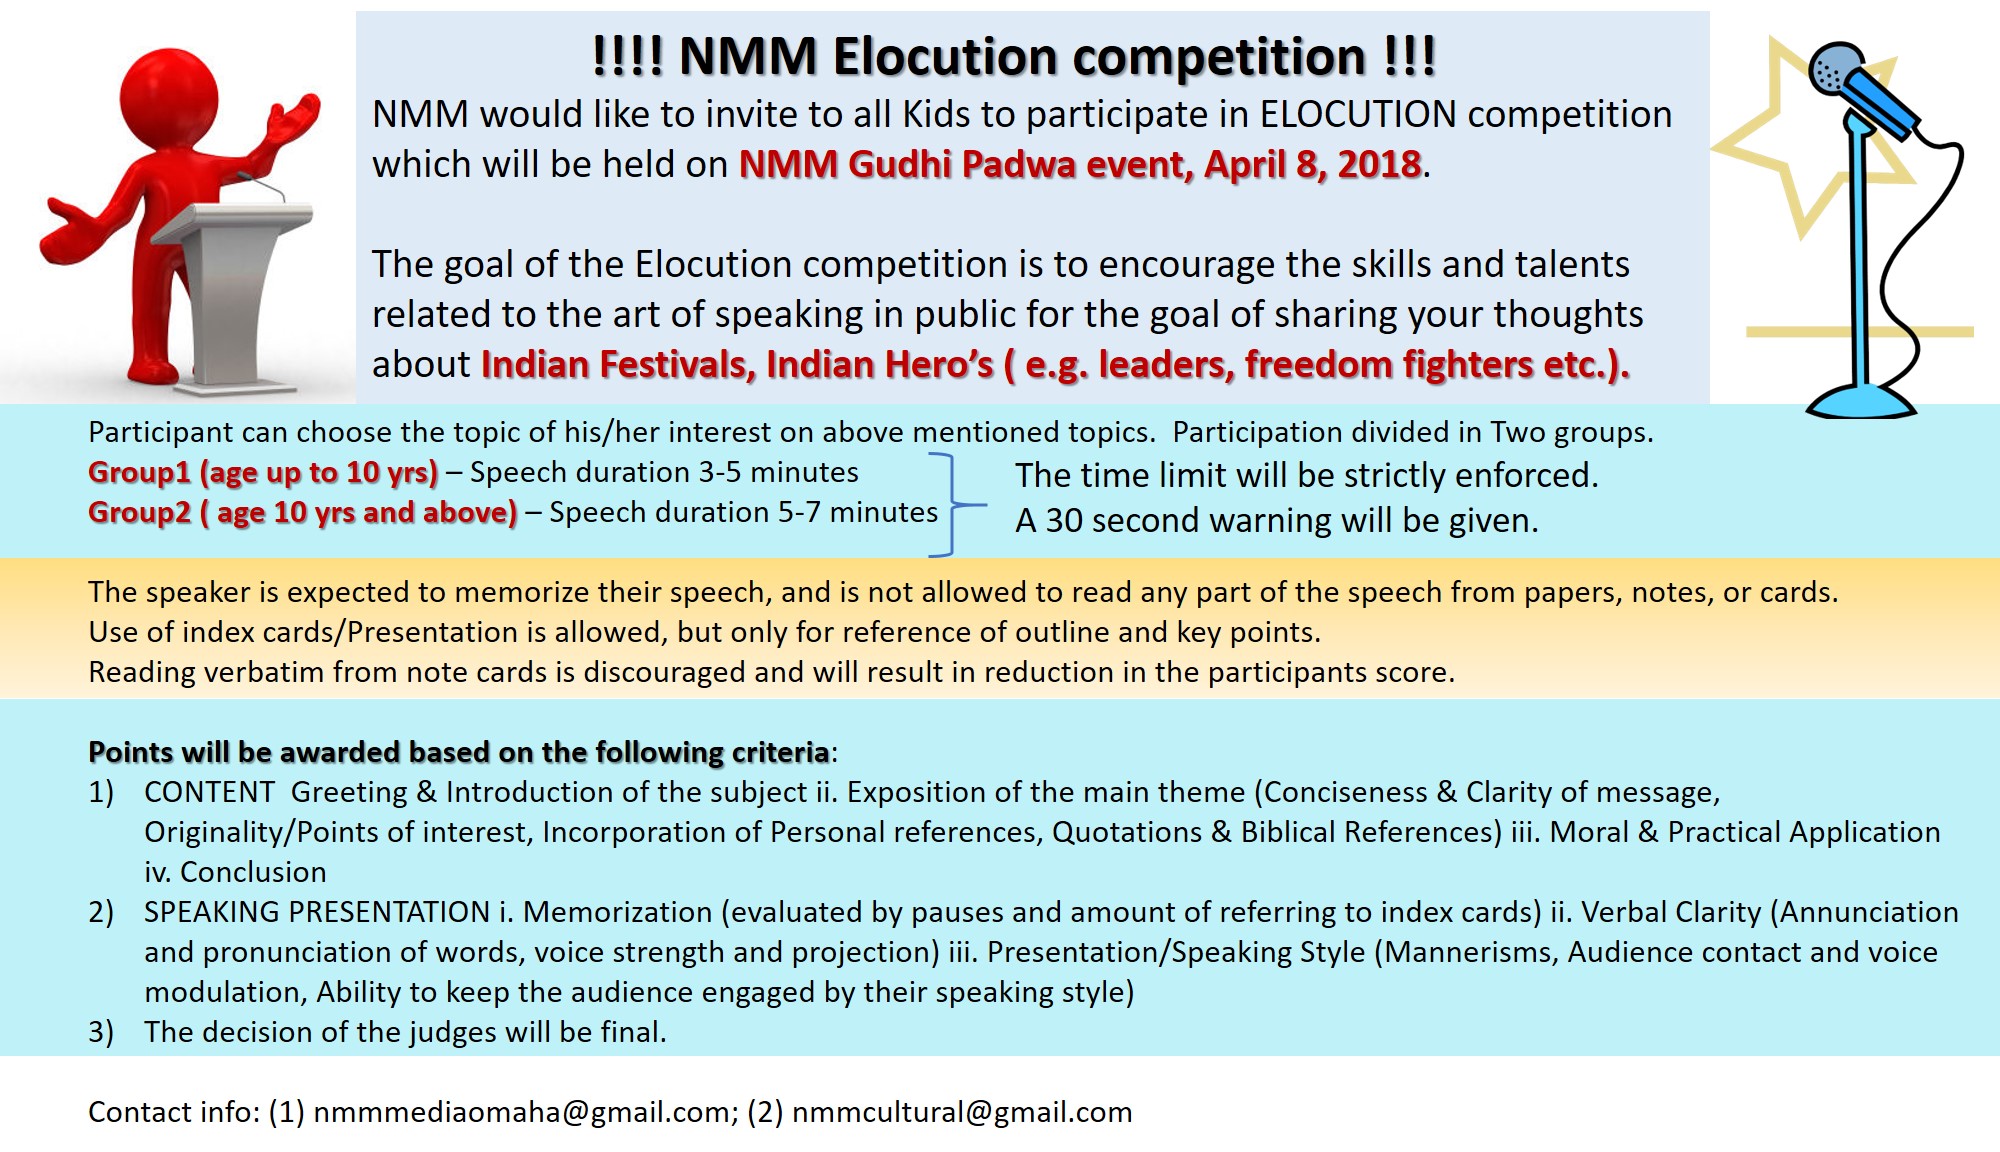 !!!! NMM Elocution competition !!!
NMM would like to invite to all Kids to participate in ELOCUTION competition
which will be held on NMM Gudhi Padwa event, April 8, 2018.
The goal of the Elocution competition is to encourage the skills and talents
related to the art of speaking in public for the goal of sharing your thoughts
about Indian Festivals, Indian Hero's ( e.g. leaders, freedom fighters etc.).
Participant can choose the topic of his/her interest on above mentioned topics.  Participation divided in Two groups.
Group1 (age up to 10 yrs) – Speech duration 3-5 minutes
Group2 ( age 10 yrs and above) – Speech duration 5-7 minutes
The time limit will be strictly enforced.
A 30 second warning will be given.
The speaker is expected to memorize their speech, and is not allowed to read any part of the speech from papers, notes, or cards.
Use of index cards/Presentation is allowed, but only for reference of outline and key points.
Reading verbatim from note cards is discouraged and will result in reduction in the participants score.
Points will be awarded based on the following criteria:
1) CONTENT  Greeting & Introduction of the subject ii. Exposition of the main theme (Conciseness & Clarity of message,
Originality/Points of interest, Incorporation of Personal references, Quotations & Biblical References) iii. Moral & Practical Application
iv. Conclusion
2) SPEAKING PRESENTATION i. Memorization (evaluated by pauses and amount of referring to index cards) ii. Verbal Clarity (Annunciation
and pronunciation of words, voice strength and projection) iii. Presentation/Speaking Style (Mannerisms, Audience contact and voice
modulation, Ability to keep the audience engaged by their speaking style)
3) The decision of the judges will be final.
Contact info: (1) nmmmediaomaha@gmail.com; (2) nmmcultural@gmail.com